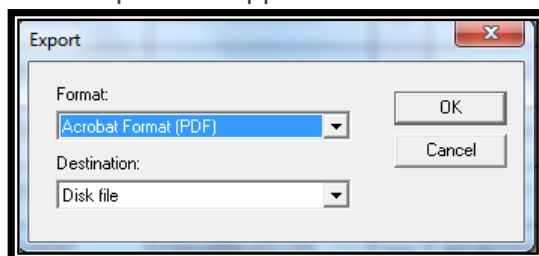 Export
Format:
Acrobat Format (PDF)
Destination:
Disk file
OK
Cancel